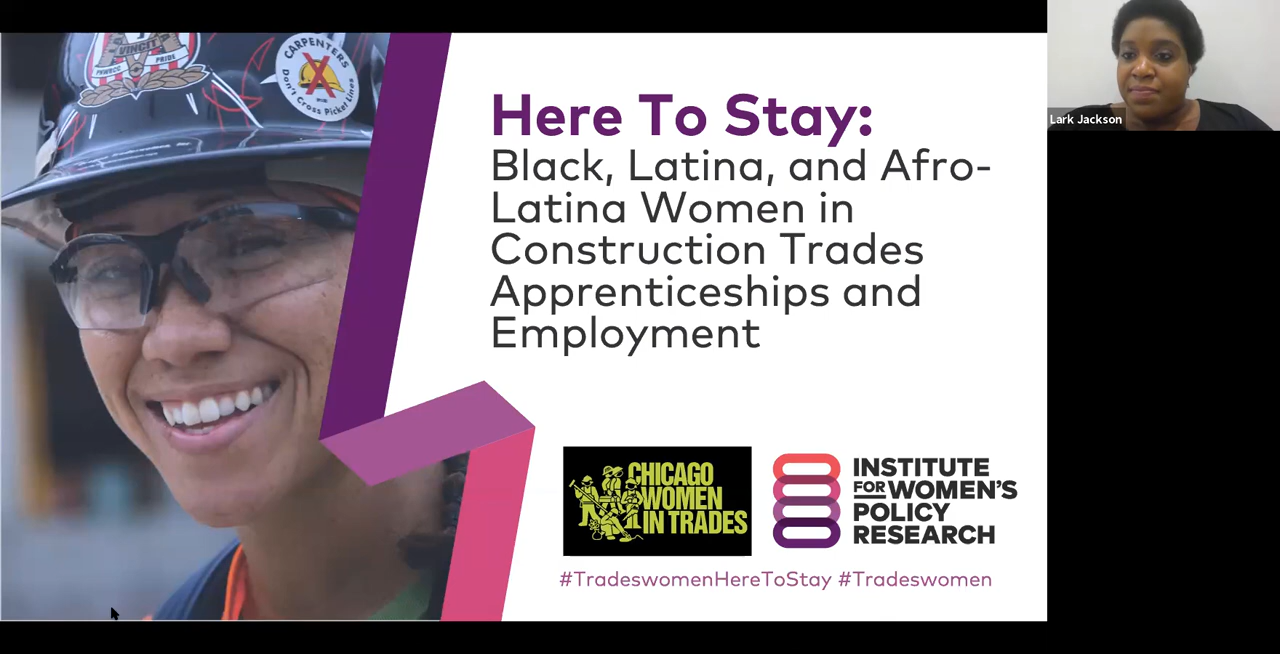 VINCIT
PRIDE
CARPENTERS
Don't Cross Picket Lines
Here To Stay:
Black, Latina, and Afro-
Latina Women in
Construction Trades
Apprenticeships and
Employment
CHICAGO
WOMEN
IN TRADES
INSTITUTE
FOR WOMEN'S
POLICY
RESEARCH
#TradeswomenHereToStay #Tradeswomen
Lark Jackson